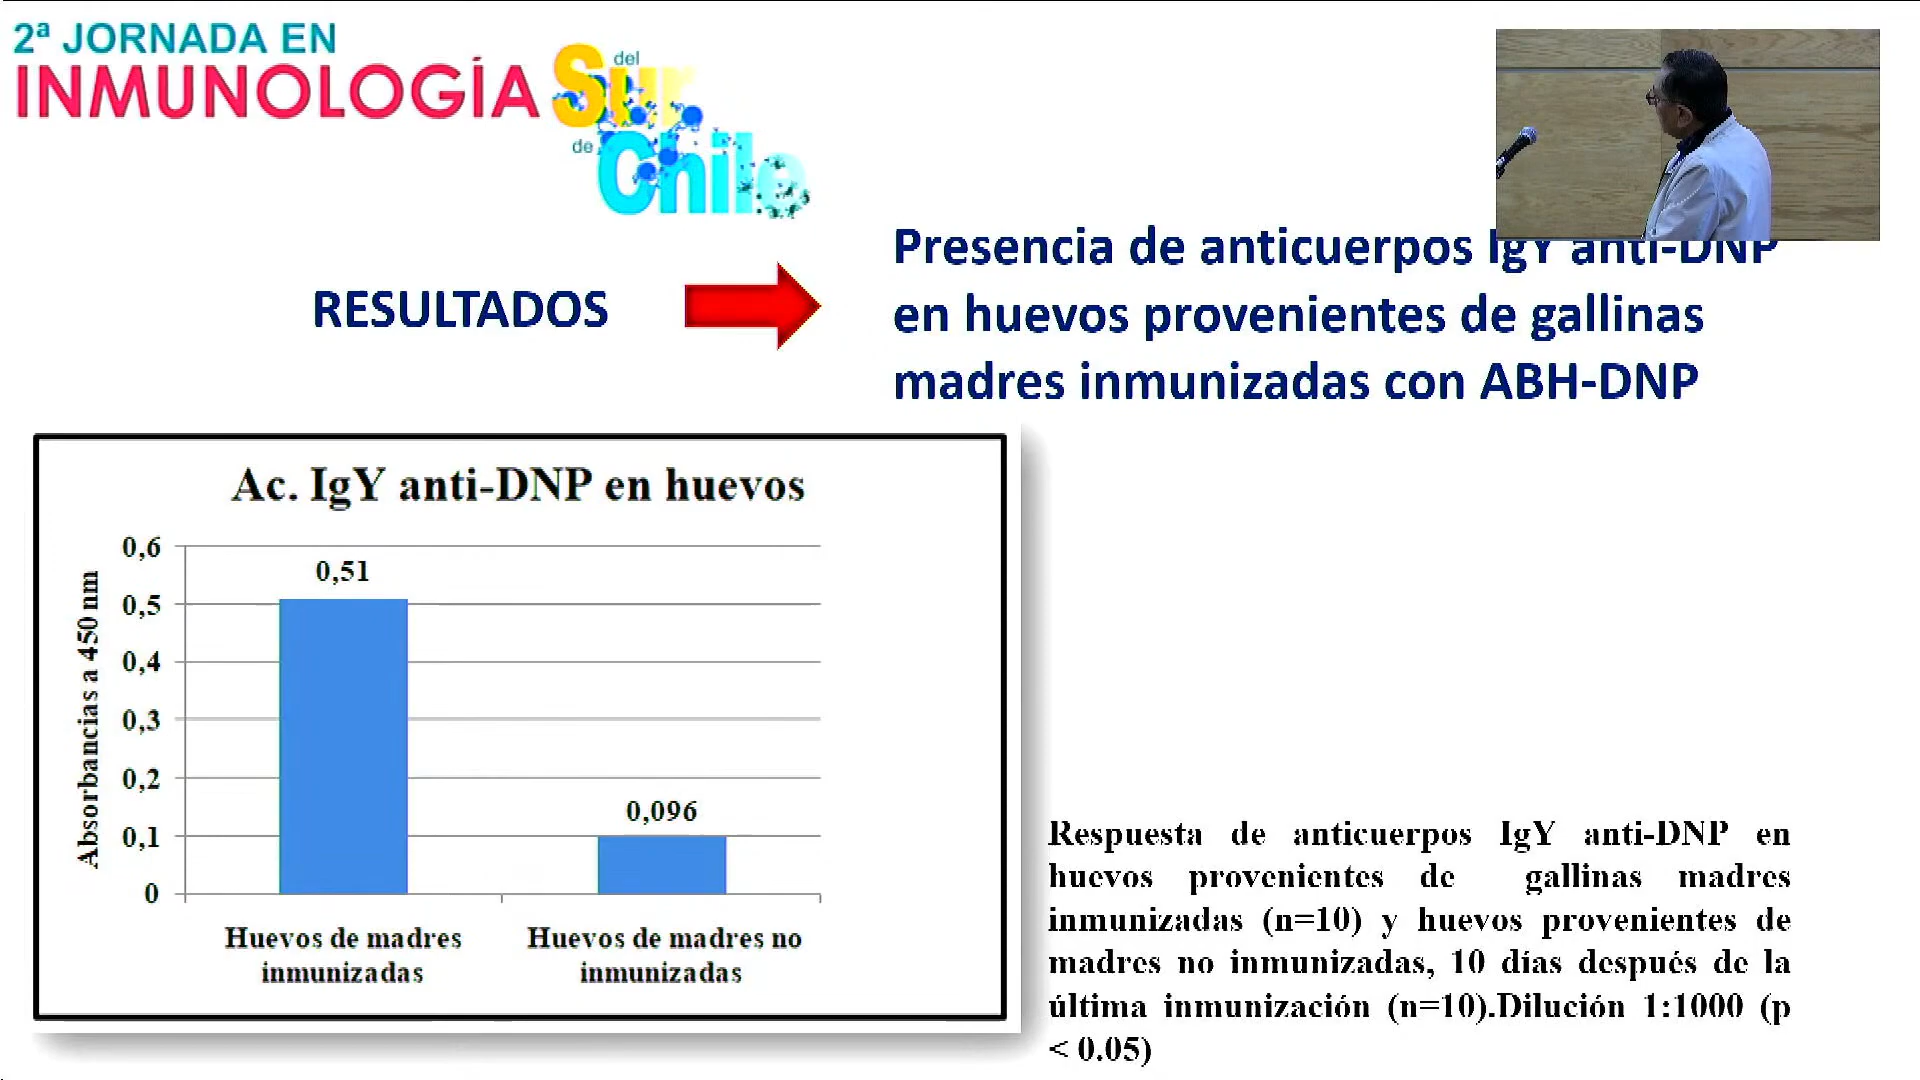 2ª JORNADA EN
INMUNOLOGÍA
del
Sur
de
Chile
RESULTADOS
Presencia de anticuerpos IgY anti-DNP
en huevos provenientes de gallinas
madres inmunizadas con ABH-DNP
Ac. IgY anti-DNP en huevos
Absorbancias a 450 nm
0,6
0,5
0,4
0,3
0,2
0,1
0
0,51
0,096
Huevos de madres
inmunizadas
Huevos de madres no
inmunizadas
Respuesta de anticuerpos IgY anti-DNP en
huevos provenientes de gallinas madres
inmunizadas (n=10) y huevos provenientes de
madres no inmunizadas, 10 días después de la
última inmunización (n=10).Dilución 1:1000 (p
< 0.05)